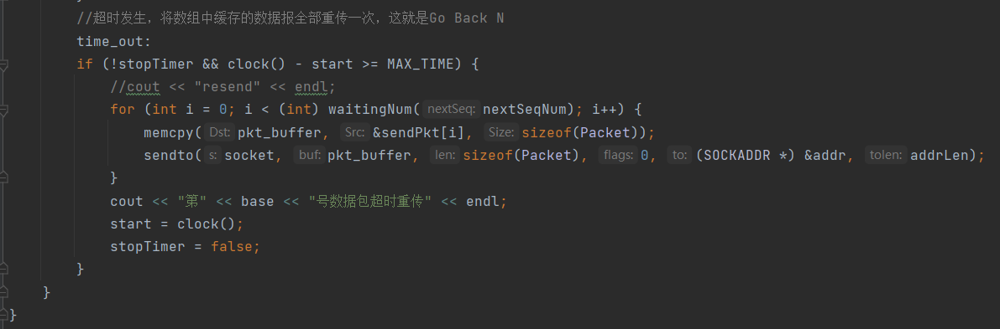 //超时发生，将数组中缓存的数据报全部重传一次，这就是Go Back N
time_out:
if (!stopTimer && clock() - start >= MAX_TIME) {
//cout << "resend" << endl;
for (int i = 0; i < (int) waitingNum( nextSeq: nextSeqNum); i++) {
memcpy( Dst: pkt_buffer, Src: &sendPkt[i], Size: sizeof(Packet));
sendto( s: socket, buf: pkt_buffer, len: sizeof(Packet), flags: 0, to: (SOCKADDR *) &addr, tolen: addrLen);
}
cout << "第" << base << "号数据包超时重传" << endl;
start = clock();
stopTimer = false;
}
}
}